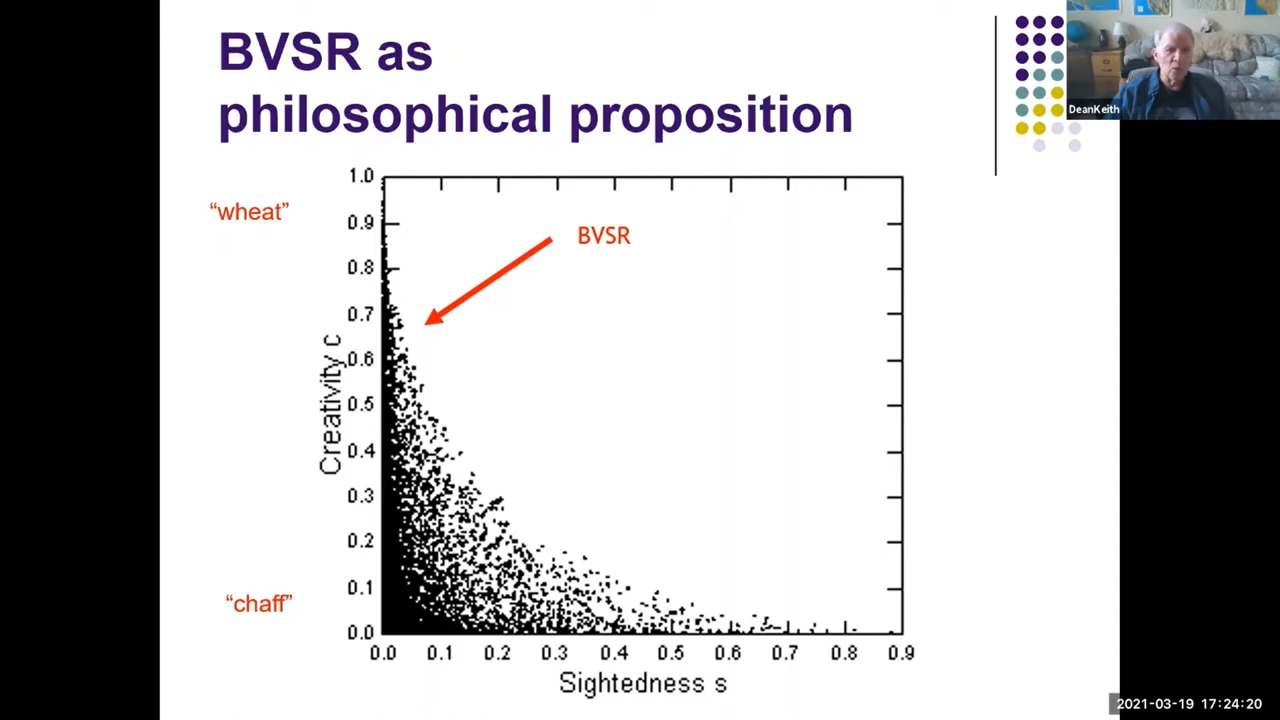 BVSR as
philosophical proposition
DeanKeith
1.0
“wheat”
0.9
BVSR
0.8
0.7
0.6
0.5
0.4
0.3
0.2
0.1
“chaff”
0.0
Creativity c
0.0 0.1 0.2 0.3 0.4 0.5 0.6 0.7 0.8 0.9
Sightedness s
2021-03-19 17:24:20